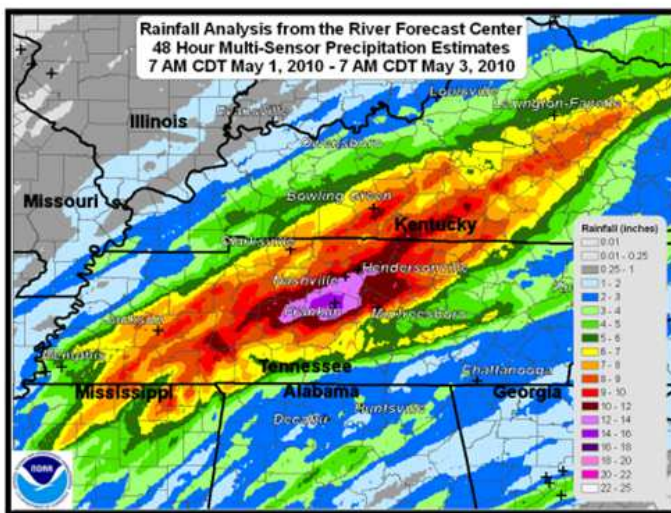 Rainfall Analysis from the River Forecast Center
48 Hour Multi-Sensor Precipitation Estimates
7 AM CDT May 1, 2010 - 7 AM CDT May 3, 2010
Louisville
Lexington-Fayette
Illinois
Evansville
Owensboro
Missouri
Bowling Green
Kentucky
Clarksville
Nashville
Hendersonville
Franklin
Murfreesboro
Jackson
Memphis
Tennessee
Chattanooga
Mississippi
Alabama
Georgia
Huntsville
Decatur
NOAA
Rainfall (inches)
0.01
0.01 - 0.25
0.25 - 1
1 - 2
2 - 3
3 - 4
4 - 5
5 - 6
6 - 7
7 - 8
8 - 9
9 - 10
10 - 12
12 - 14
14 - 16
16 - 18
18 - 20
20 - 22
22 - 25